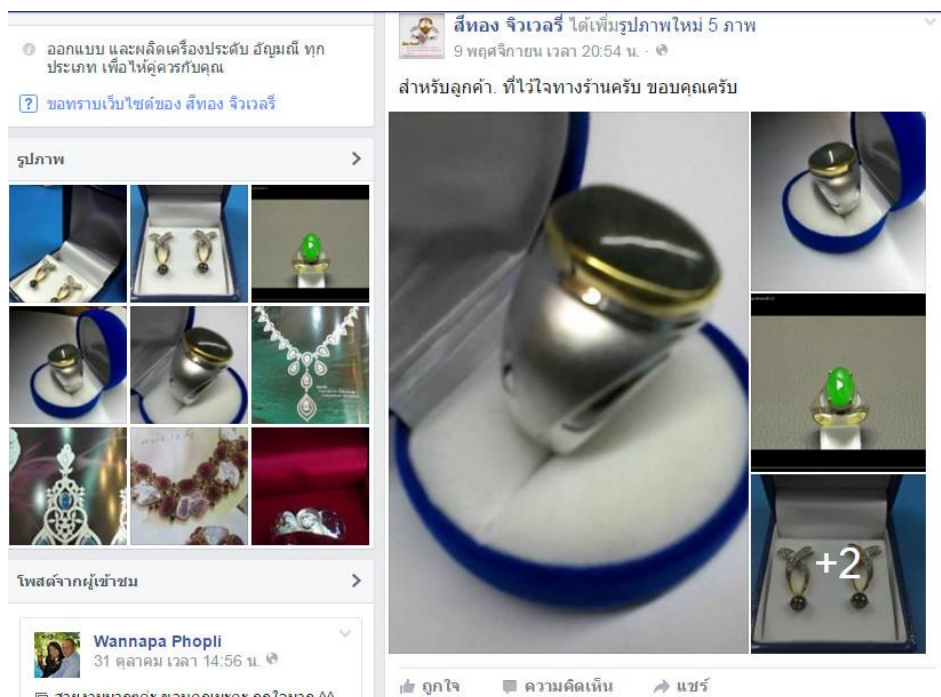 ออกแบบ และผลิตเครื่องประดับ อัญมณี ทุก
ประเภท เพื่อให้คู่ควรกับคุณ
? ขอทราบเว็บไซต์ของ สีทอง จิวเวลรี่
รูปภาพ
โพสต์จากผู้เข้าชม
Wannapa Phopli
31 ตุลาคม เวลา 14:56 น.
สีทอง จิวเวลรี่ ได้เพิ่มรูปภาพใหม่ 5 ภาพ
9 พฤศจิกายน เวลา 20:54 น. ·
สำหรับลูกค้า. ที่ไว้ใจทางร้านครับ ขอบคุณครับ
+2
ถูกใจ ความคิดเห็น แชร์